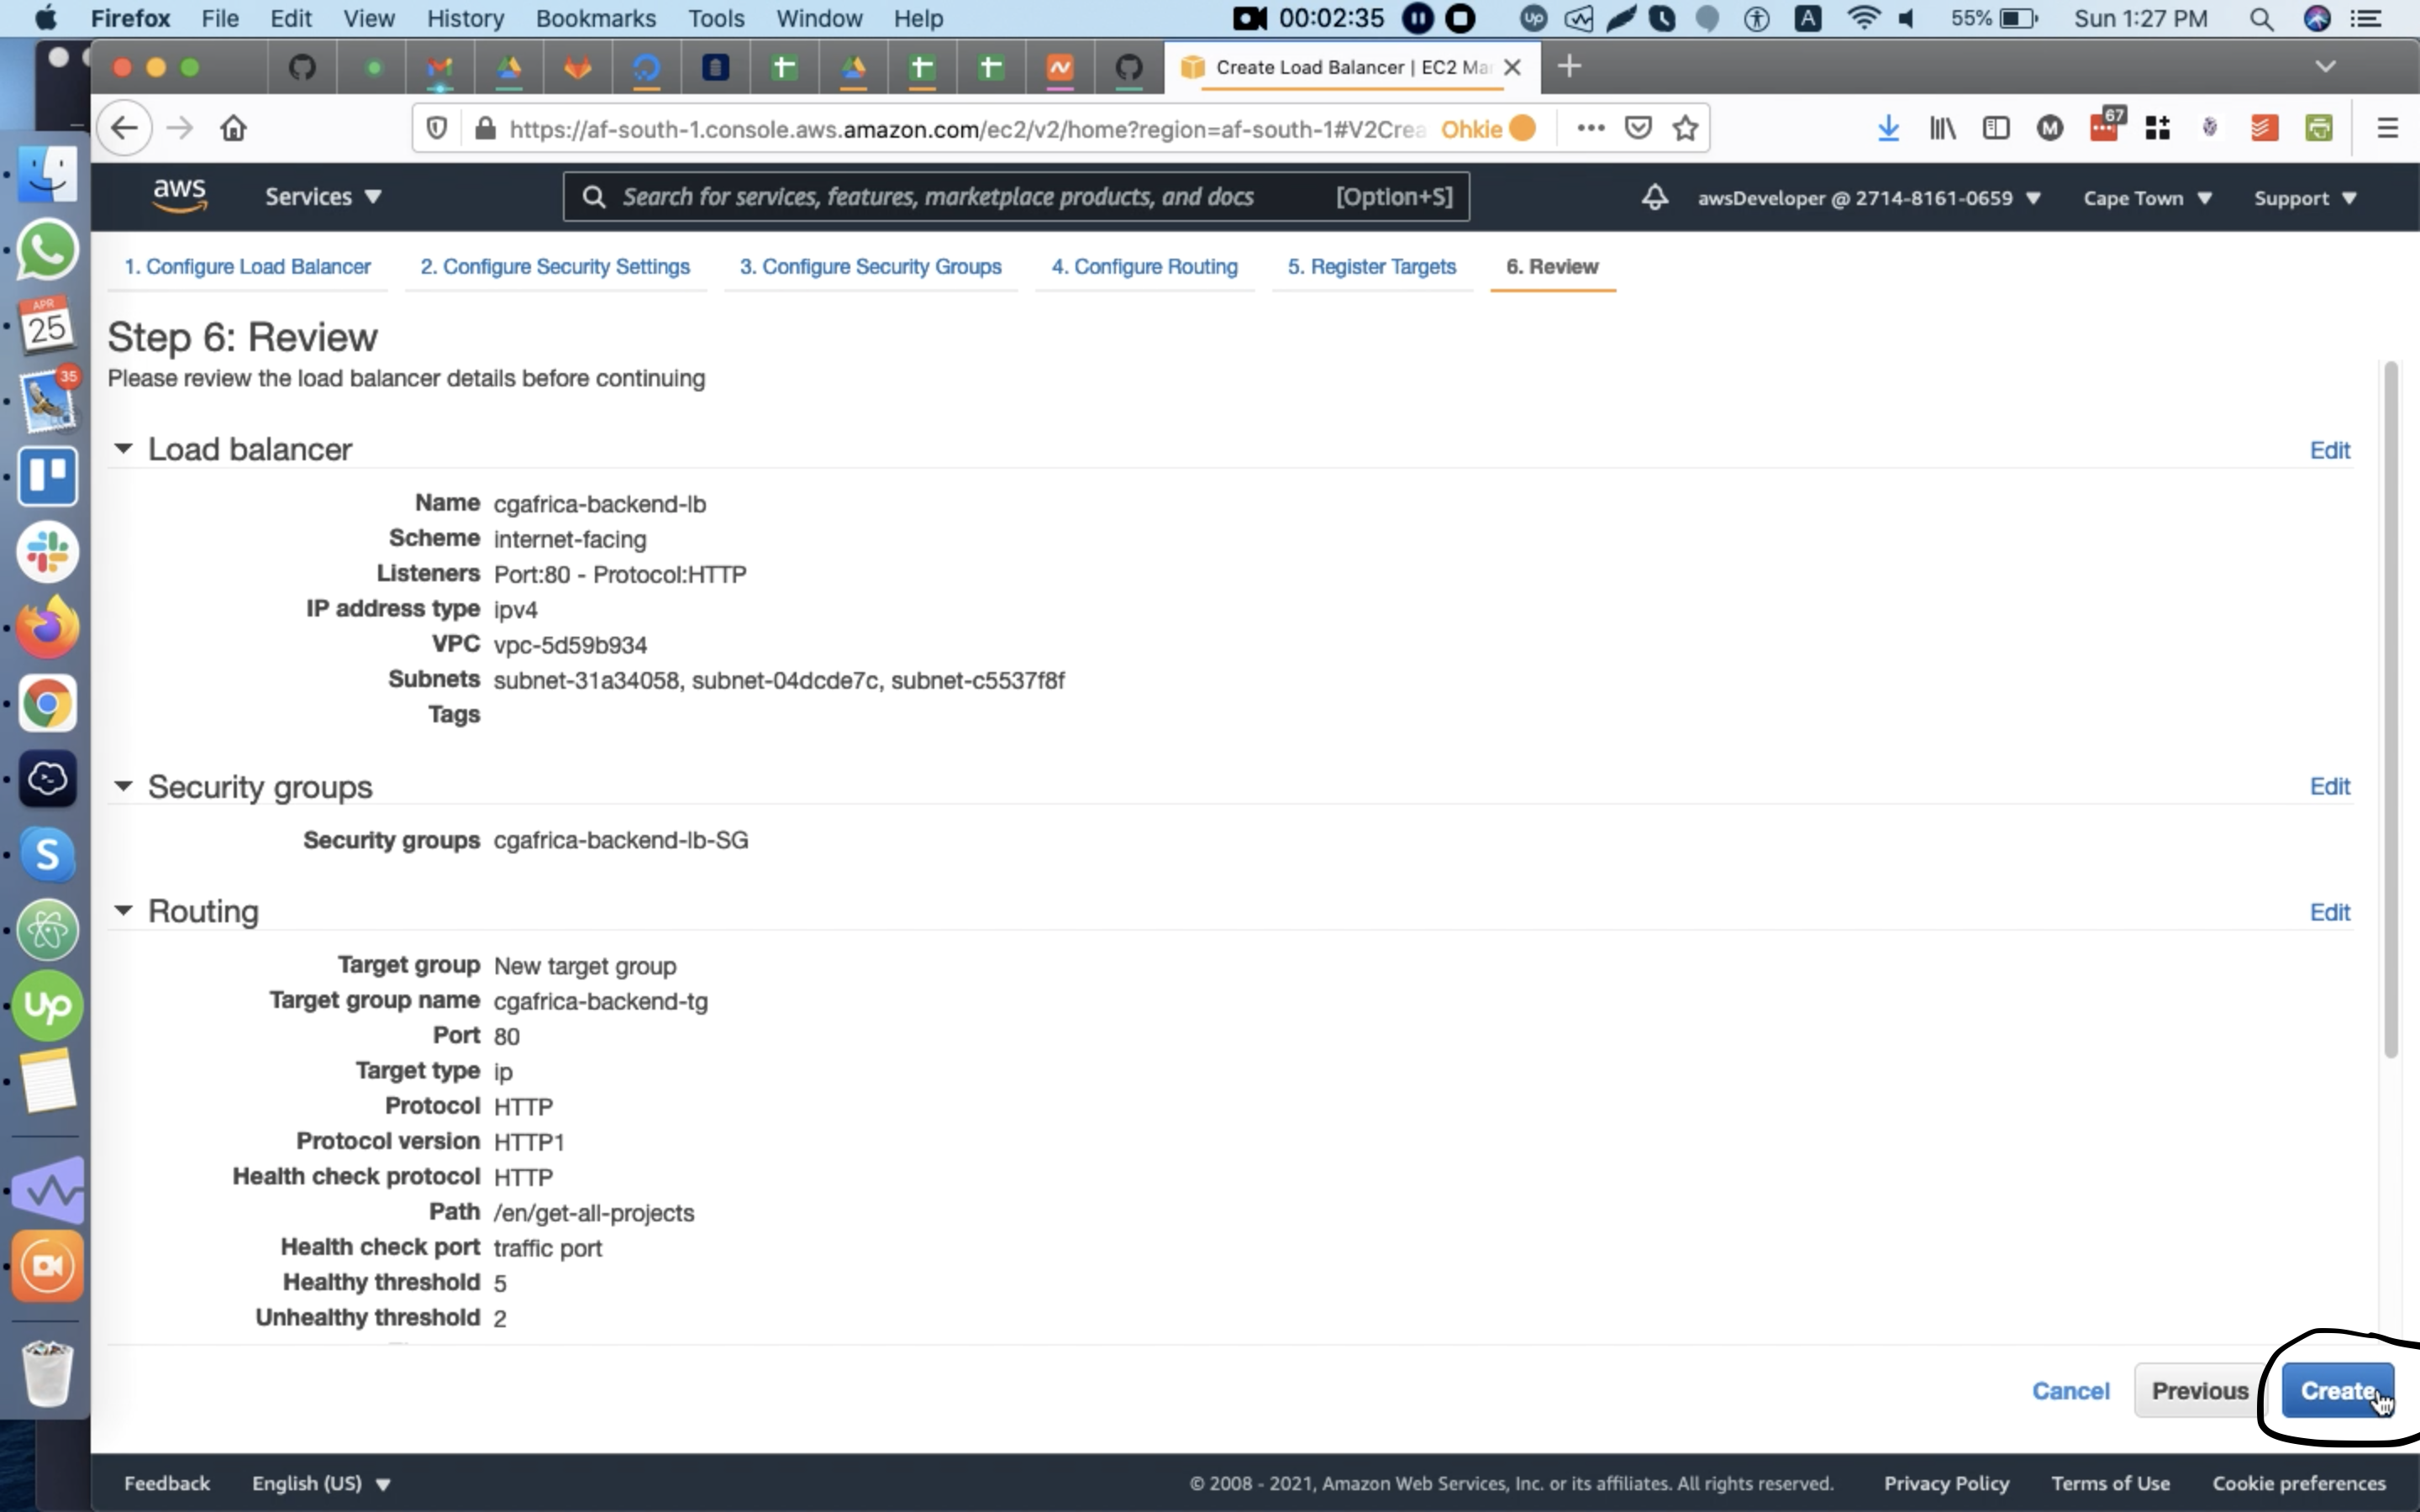 Firefox File Edit View History Bookmarks Tools Window Help 00:02:35 Up A 55% Sun 1:27 PM
Create Load Balancer | EC2 Ma
https://af-south-1.console.aws.amazon.com/ec2/v2/home?region=af-south-1#V2Crea Ohkie M 67
aws Services Search for services, features, marketplace products, and docs [Option+S] awsDeveloper @ 2714-8161-0659 Cape Town Support
1. Configure Load Balancer 2. Configure Security Settings 3. Configure Security Groups 4. Configure Routing 5. Register Targets 6. Review
Step 6: Review
Please review the load balancer details before continuing
APR
25
35
Load balancer Edit
Name cgafrica-backend-lb
Scheme internet-facing
Listeners Port:80 - Protocol:HTTP
IP address type ipv4
VPC vpc-5d59b934
Subnets subnet-31a34058, subnet-04dcde7c, subnet-c5537f8f
Tags
Security groups Edit
Security groups cgafrica-backend-lb-SG
S
Routing Edit
Target group New target group
Target group name cgafrica-backend-tg
up
Port 80
Target type ip
Protocol HTTP
Protocol version HTTP1
Health check protocol HTTP
Path /en/get-all-projects
Health check port traffic port
Healthy threshold 5
Unhealthy threshold 2
Cancel Previous Create
Feedback English (US) © 2008 - 2021, Amazon Web Services, Inc. or its affiliates. All rights reserved. Privacy Policy Terms of Use Cookie preferences